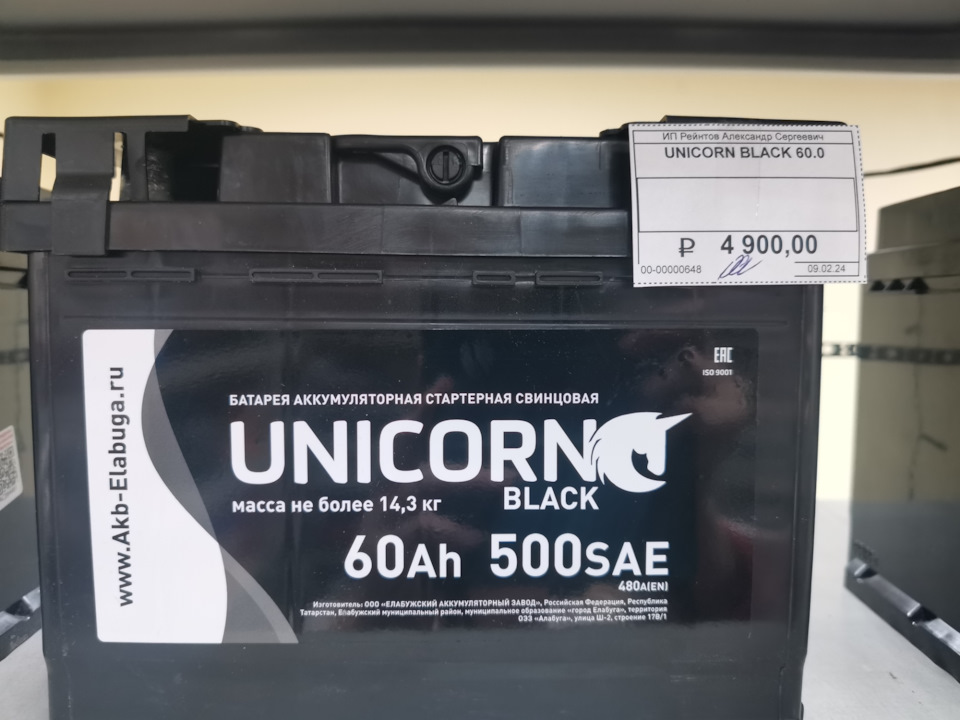 ИП Рейнтов Александр Сергеевич
UNICORN BLACK 60.0
₽ 4 900,00
00-00000648
09.02.24
www.Akb-Elabuga.ru
EAC
ISO 9001
БАТАРЕЯ АККУМУЛЯТОРНАЯ СТАРТЕРНАЯ СВИНЦОВАЯ
UNICORN
BLACK
масса не более 14,3 кг
60Ah 500SAE
480A(EN)
Изготовитель: ООО «ЕЛАБУЖСКИЙ АККУМУЛЯТОРНЫЙ ЗАВОД», Российская Федерация, Республика
Татарстан, Елабужский муниципальный район, муниципальное образование «город Елабуга», территория
ОЭЗ «Алабуга», улица Ш-2, строение 17В/1